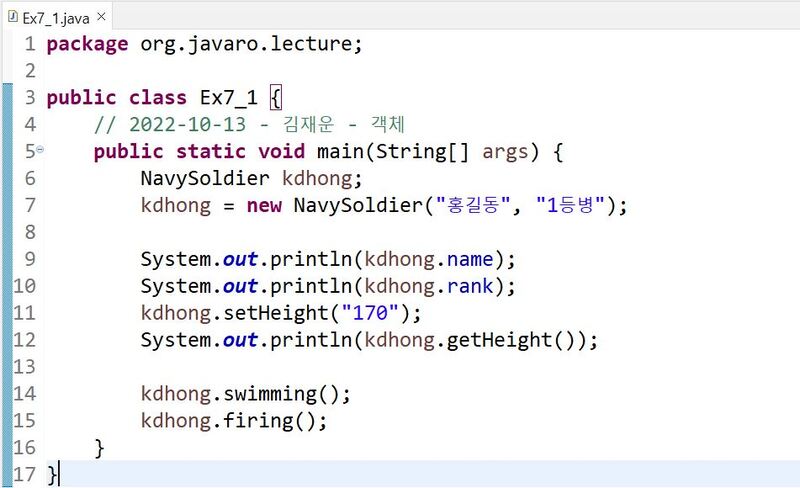 Ex7_1.java
1 package org.javaro.lecture;
2
3 public class Ex7_1 {
4     // 2022-10-13 - 김재운 - 객체
5     public static void main(String[] args) {
6         NavySoldier kdhong;
7         kdhong = new NavySoldier("홍길동", "1등병");
8
9         System.out.println(kdhong.name);
10         System.out.println(kdhong.rank);
11         kdhong.setHeight("170");
12         System.out.println(kdhong.getHeight());
13
14         kdhong.swimming();
15         kdhong.firing();
16     }
17 }